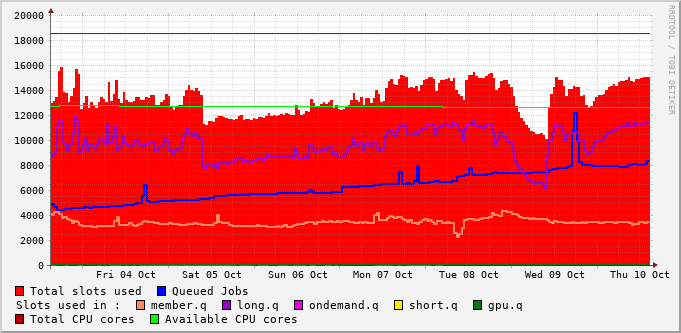 20000
18000
16000
14000
12000
10000
8000
6000
4000
2000
0
Fri 04 Oct Sat 05 Oct Sun 06 Oct Mon 07 Oct Tue 08 Oct Wed 09 Oct Thu 10 Oct
Total slots used Queued Jobs
Slots used in : member.q long.q ondemand.q short.q gpu.q
Total CPU cores Available CPU cores
RRDTOOL / TOBI OETIKER